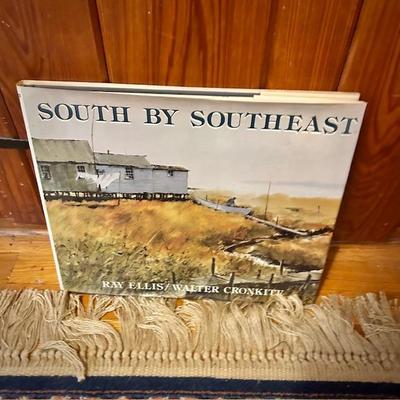 SOUTH BY SOUTHEAST
RAY ELLIS/WALTER CRONKITE